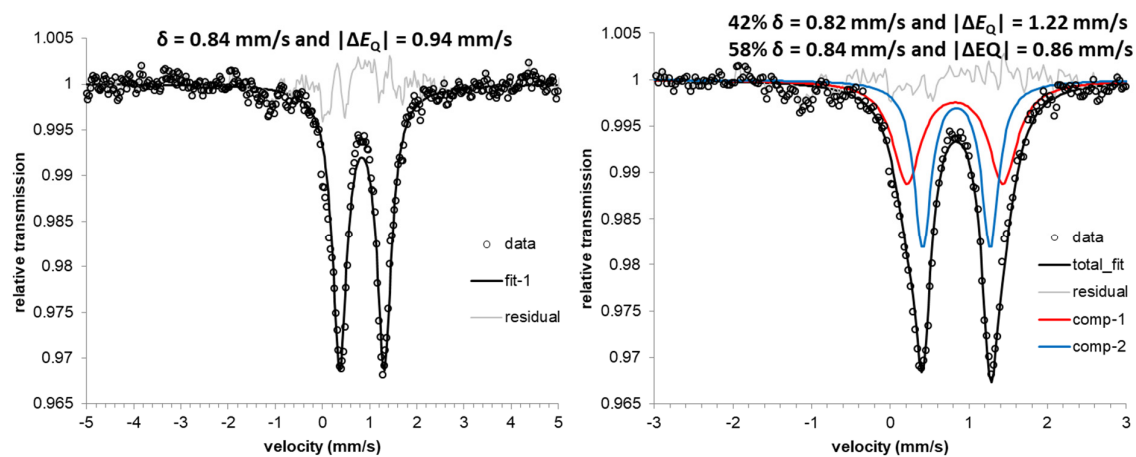 δ = 0.84 mm/s and |ΔE_Q| = 0.94 mm/s
1.005
1
0.995
0.99
0.985
0.98
0.975
0.97
0.965
relative transmission
data
fit-1
residual
-5 -4 -3 -2 -1 0 1 2 3 4 5
velocity (mm/s)
42% δ = 0.82 mm/s and |ΔE_Q| = 1.22 mm/s
58% δ = 0.84 mm/s and |ΔEQ| = 0.86 mm/s
1.005
1
0.995
0.99
0.985
0.98
0.975
0.97
0.965
relative transmission
data
total_fit
residual
comp-1
comp-2
-3 -2 -1 0 1 2 3
velocity (mm/s)